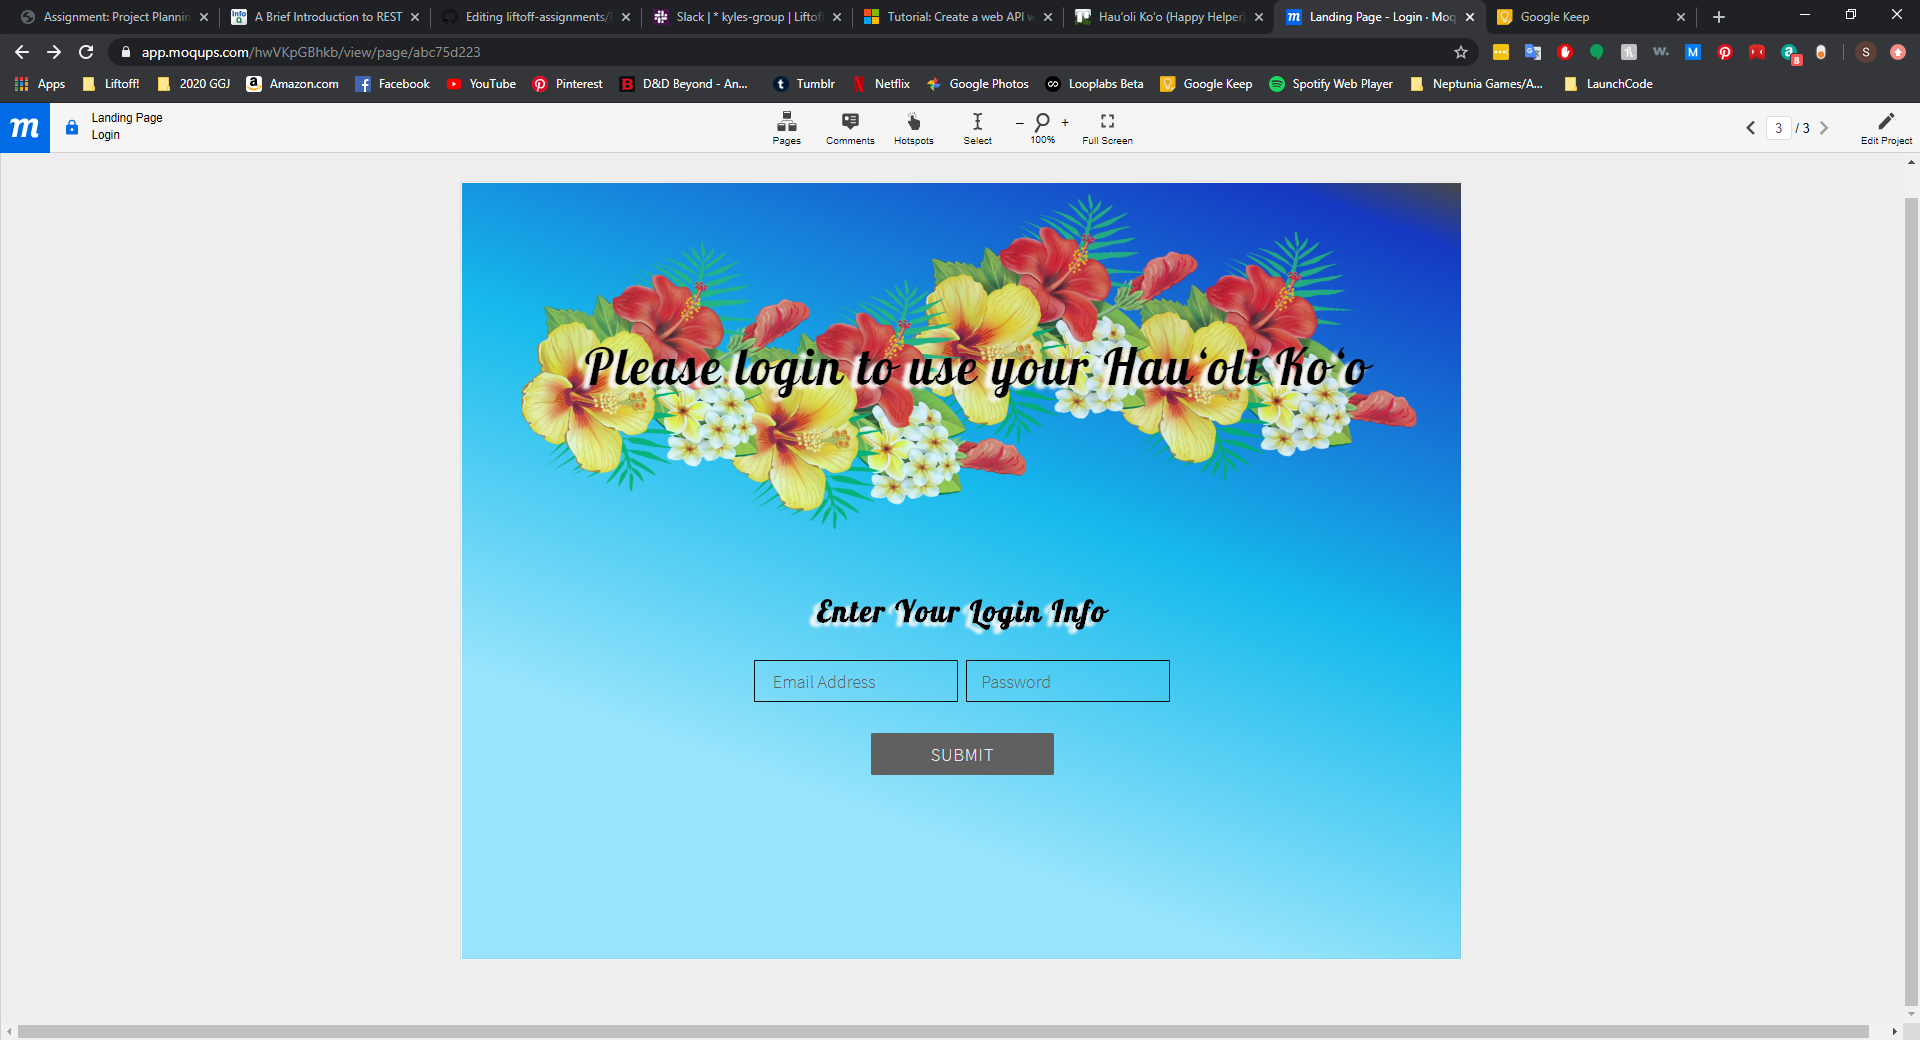 Assignment: Project Plannin
A Brief Introduction to REST
Editing liftoff-assignments/
Slack | * kyles-group | Liftof
Tutorial: Create a web API w
Hau‘oli Ko‘o (Happy Helper)
Landing Page - Login · Moq
Google Keep
app.moqups.com/hwVKpGBhkb/view/page/abc75d223
Apps
Liftoff!
2020 GGJ
Amazon.com
Facebook
YouTube
Pinterest
D&D Beyond - An...
Tumblr
Netflix
Google Photos
Looplabs Beta
Google Keep
Spotify Web Player
Neptunia Games/A...
LaunchCode
Landing Page
Login
Pages
Comments
Hotspots
Select
– 100% +
Full Screen
3 / 3
Edit Project
Please login to use your Hau‘oli Ko‘o
Enter Your Login Info
Email Address
Password
SUBMIT